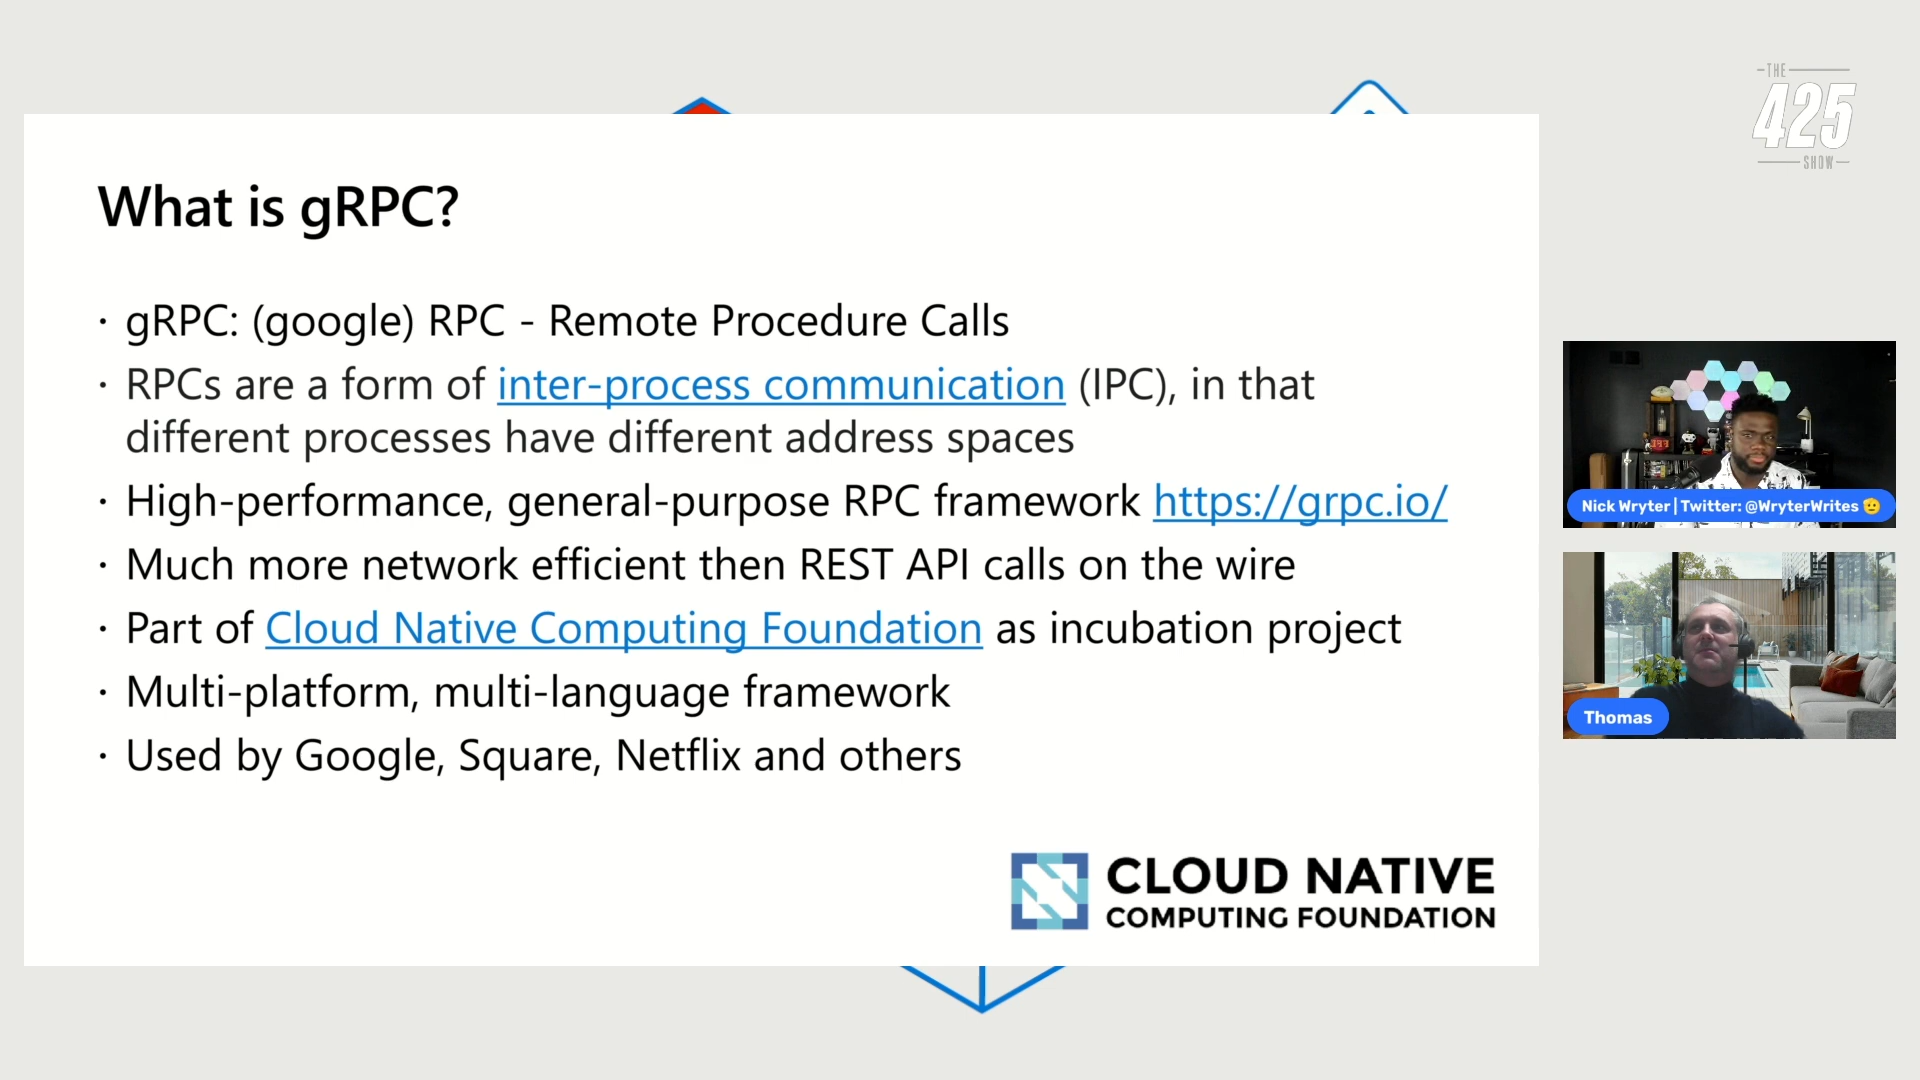 THE
425
SHOW
What is gRPC?
· gRPC: (google) RPC - Remote Procedure Calls
· RPCs are a form of inter-process communication (IPC), in that
different processes have different address spaces
· High-performance, general-purpose RPC framework https://grpc.io/
· Much more network efficient then REST API calls on the wire
· Part of Cloud Native Computing Foundation as incubation project
· Multi-platform, multi-language framework
· Used by Google, Square, Netflix and others
CLOUD NATIVE
COMPUTING FOUNDATION
Nick Wryter | Twitter: @WryterWrites 🫡
Thomas